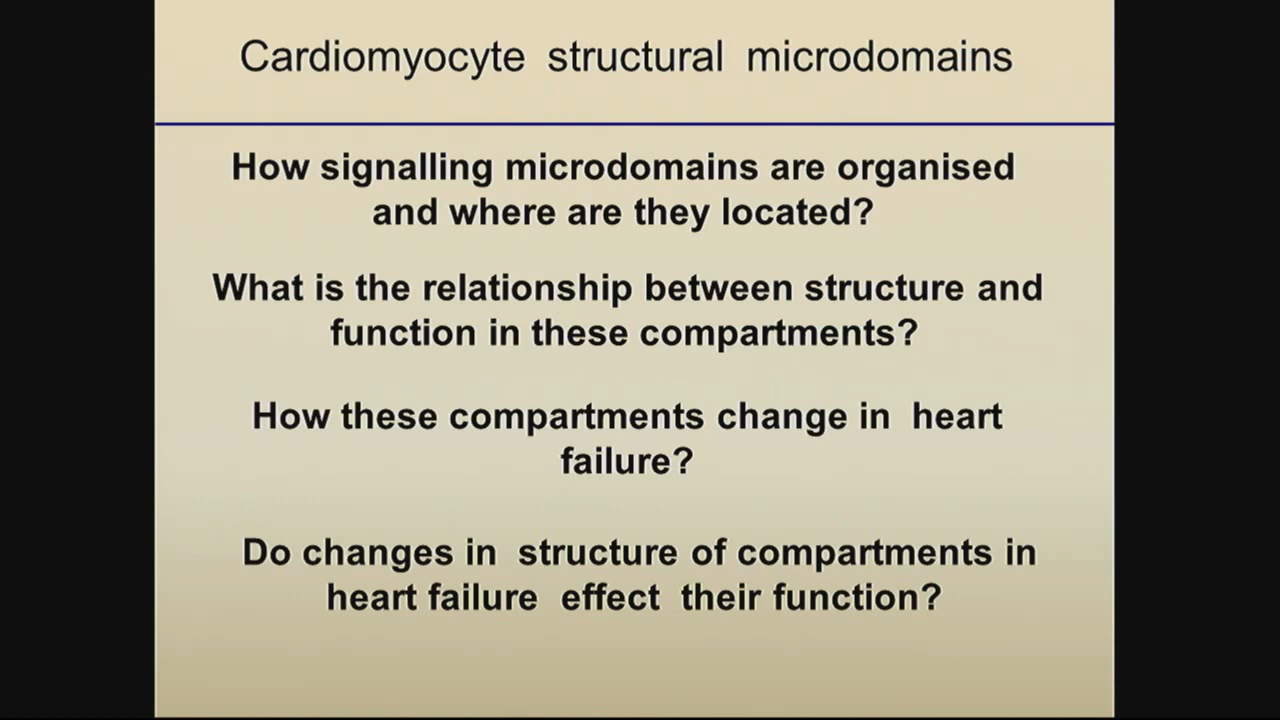 Cardiomyocyte structural microdomains
How signalling microdomains are organised
and where are they located?
What is the relationship between structure and
function in these compartments?
How these compartments change in heart
failure?
Do changes in structure of compartments in
heart failure effect their function?